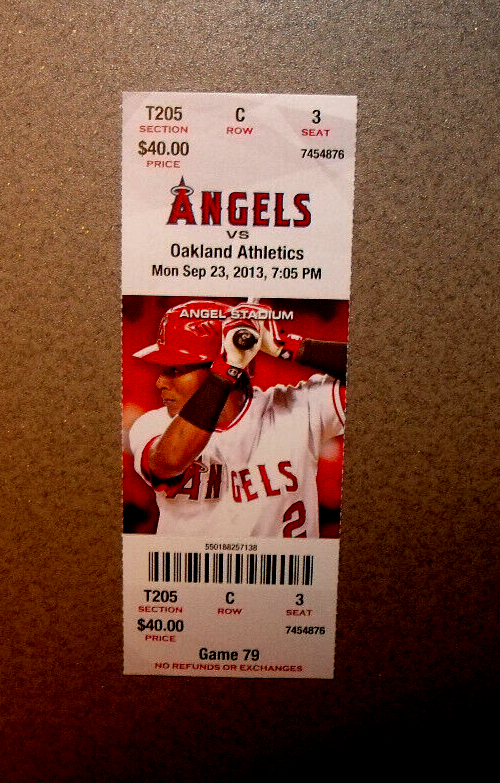 T205 C 3
SECTION ROW SEAT
$40.00 7454876
PRICE
ANGELS
VS
Oakland Athletics
Mon Sep 23, 2013, 7:05 PM
ANGEL STADIUM
ANGELS
2
550188257138
T205 C 3
SECTION ROW SEAT
$40.00 7454876
PRICE
Game 79
NO REFUNDS OR EXCHANGES